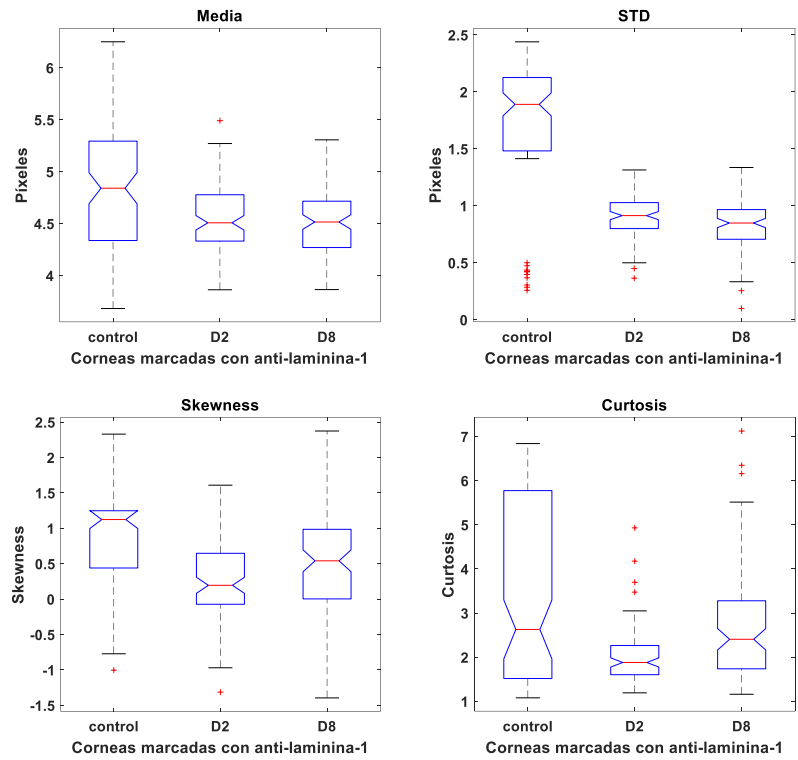 Media
Píxeles
6
5.5
5
4.5
4
control D2 D8
Corneas marcadas con anti-laminina-1
STD
Píxeles
2.5
2
1.5
1
0.5
0
control D2 D8
Corneas marcadas con anti-laminina-1
Skewness
Skewness
2.5
2
1.5
1
0.5
0
-0.5
-1
-1.5
control D2 D8
Corneas marcadas con anti-laminina-1
Curtosis
Curtosis
7
6
5
4
3
2
1
control D2 D8
Corneas marcadas con anti-laminina-1